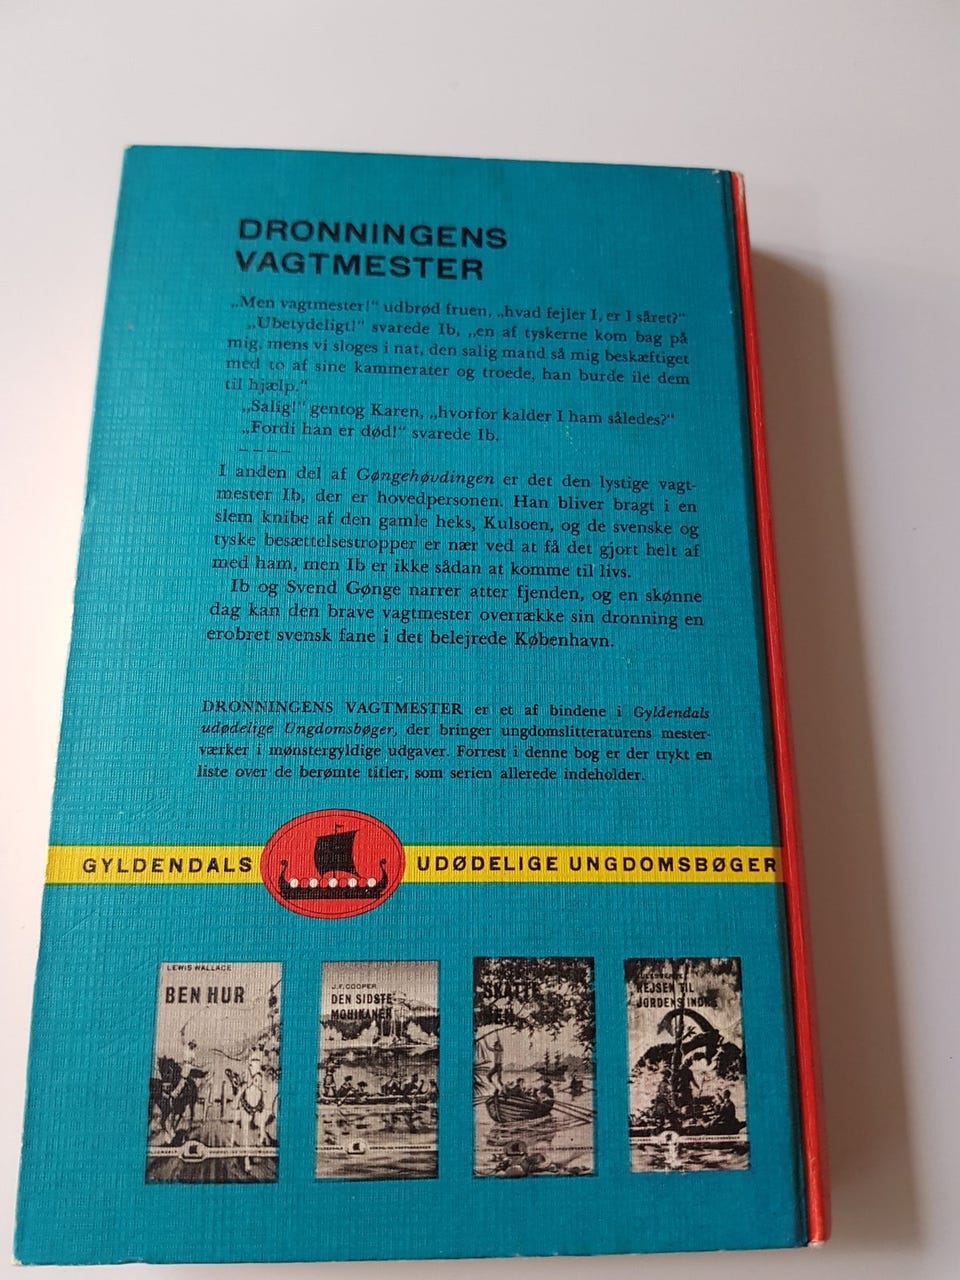 DRONNINGENS
VAGTMESTER
„Men vagtmester!“ udbrød fruen, „hvad fejler I, er I såret?“
„Ubetydeligt!“ svarede Ib, „en af tyskerne kom bag på
mig, mens vi sloges i nat, den salig mand så mig beskæftiget
med to af sine kammerater og troede, han burde ile dem
til hjælp.“
„Salig!“ gentog Karen, „hvorfor kalder I ham således?“
„Fordi han er død!“ svarede Ib.
————
I anden del af Gøngehøvdingen er det den lystige vagt-
mester Ib, der er hovedpersonen. Han bliver bragt i en
slem knibe af den gamle heks, Kulsoen, og de svenske og
tyske besættelsestropper er nær ved at få det gjort helt af
med ham, men Ib er ikke sådan at komme til livs.
Ib og Svend Gønge narrer atter fjenden, og en skønne
dag kan den brave vagtmester overrække sin dronning en
erobret svensk fane i det belejrede København.
DRONNINGENS VAGTMESTER er et af bindene i Gyldendals
udødelige Ungdomsbøger, der bringer ungdomslitteraturens mester-
værker i mønstergyldige udgaver. Forrest i denne bog er der trykt en
liste over de berømte titler, som serien allerede indeholder.
GYLDENDALS UDØDELIGE UNGDOMSBØGER
LEWIS WALLACE
BEN HUR
J. F. COOPER
DEN SIDSTE
MOHIKANER
SKATTE
REJSEN TIL
JORDENS INDRE